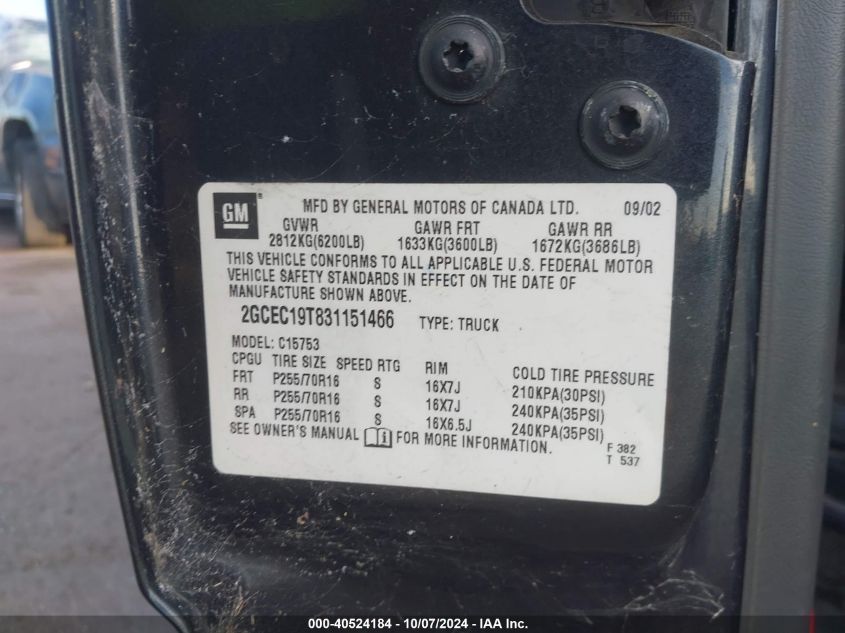 GM ® MFD BY GENERAL MOTORS OF CANADA LTD. 09/02
GVWR GAWR FRT GAWR RR
2812KG(6200LB) 1633KG(3600LB) 1672KG(3686LB)
THIS VEHICLE CONFORMS TO ALL APPLICABLE U.S. FEDERAL MOTOR
VEHICLE SAFETY STANDARDS IN EFFECT ON THE DATE OF
MANUFACTURE SHOWN ABOVE.
2GCEC19T831151466 TYPE: TRUCK
MODEL: C15753
CPGU TIRE SIZE SPEED RTG RIM COLD TIRE PRESSURE
FRT P255/70R16 S 16X7J 210KPA(30PSI)
RR P255/70R16 S 16X7J 240KPA(35PSI)
SPA P255/70R16 S 16X6.5J 240KPA(35PSI)
SEE OWNER'S MANUAL i FOR MORE INFORMATION.
F 382
T 537
000-40524184 - 10/07/2024 - IAA Inc.